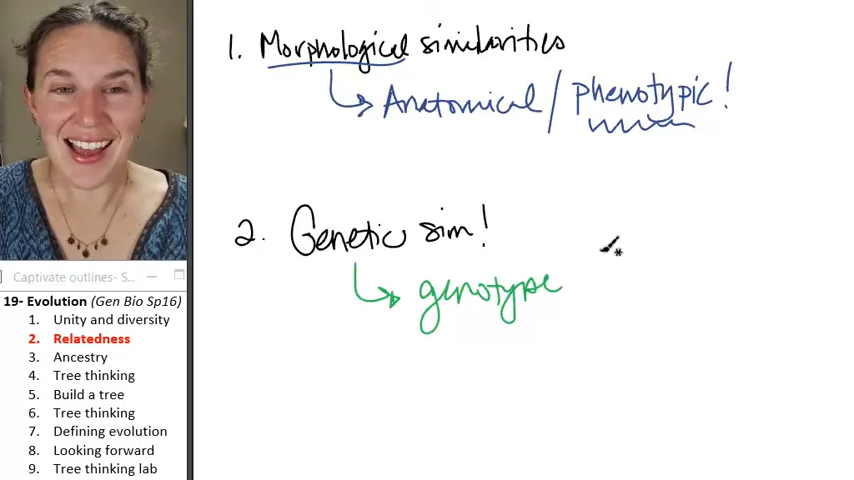 1. Morphological similarities
↳ Anatomical / phenotypic!
2. Genetic sim!
↳ genotype
Captivate outlines- S...
19- Evolution (Gen Bio Sp16)
1. Unity and diversity
2. Relatedness
3. Ancestry
4. Tree thinking
5. Build a tree
6. Tree thinking
7. Defining evolution
8. Looking forward
9. Tree thinking lab